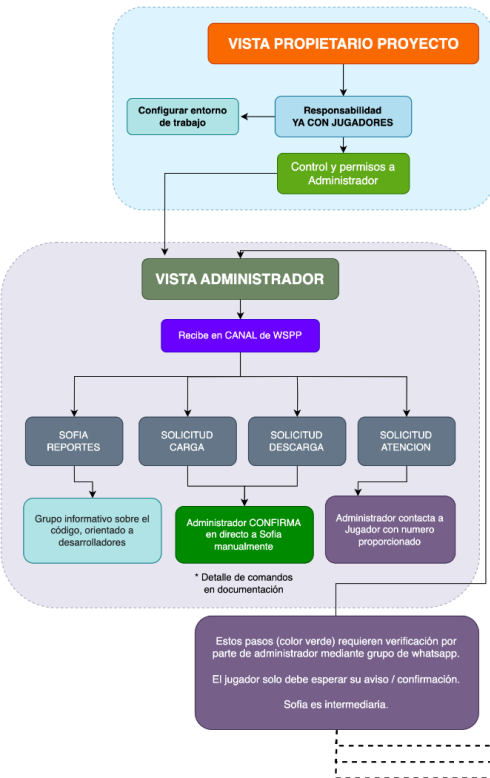 VISTA PROPIETARIO PROYECTO
Configurar entorno
de trabajo
Responsabilidad
YA CON JUGADORES
Control y permisos a
Administrador
VISTA ADMINISTRADOR
Recibe en CANAL de WSPP
SOFIA
REPORTES
SOLICITUD
CARGA
SOLICITUD
DESCARGA
SOLICITUD
ATENCION
Grupo informativo sobre el
código, orientado a
desarrolladores
Administrador CONFIRMA
en directo a Sofia
manualmente
Administrador contacta a
Jugador con numero
proporcionado
* Detalle de comandos
en documentación
Estos pasos (color verde) requieren verificación por
parte de administrador mediante grupo de whatsapp.
El jugador solo debe esperar su aviso / confirmación.
Sofia es intermediaria.